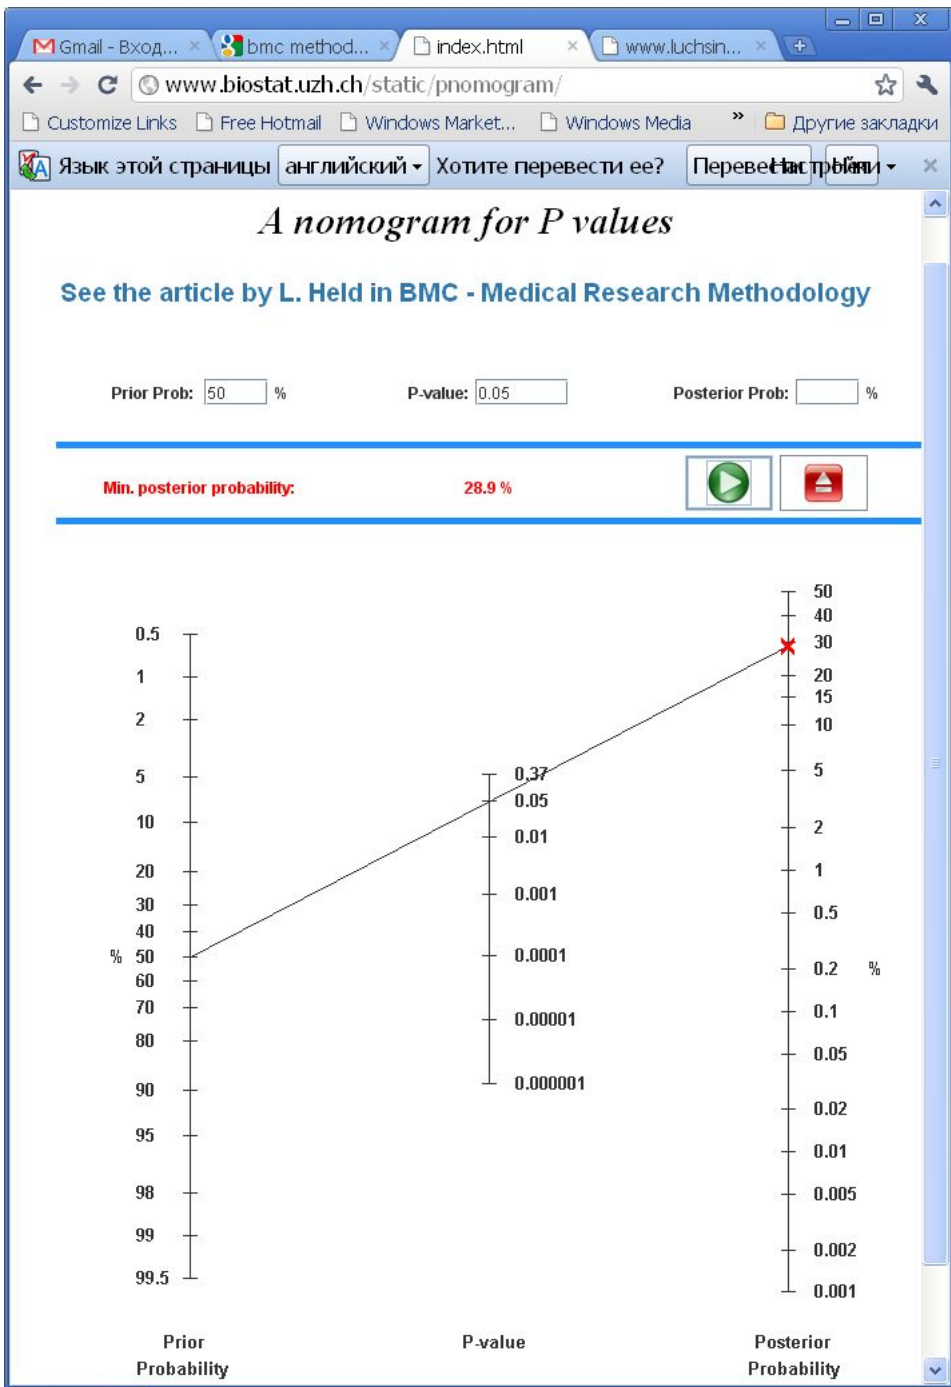 Gmail - Вход...
bmc method...
index.html
www.luchsin...
www.biostat.uzh.ch/static/pnomogram/
Customize Links
Free Hotmail
Windows Market...
Windows Media
»
Другие закладки
Язык этой страницы
английский
Хотите перевести ее?
A nomogram for P values
See the article by L. Held in BMC - Medical Research Methodology
Prior Prob: 50 %
P-value: 0.05
Posterior Prob: %
Min. posterior probability: 28.9 %
0.5
1
2
5
10
20
30
40
% 50
60
70
80
90
95
98
99
99.5
Prior
Probability
0.37
0.05
0.01
0.001
0.0001
0.00001
0.000001
P-value
50
40
30
20
15
10
5
2
1
0.5
0.2 %
0.1
0.05
0.02
0.01
0.005
0.002
0.001
Posterior
Probability